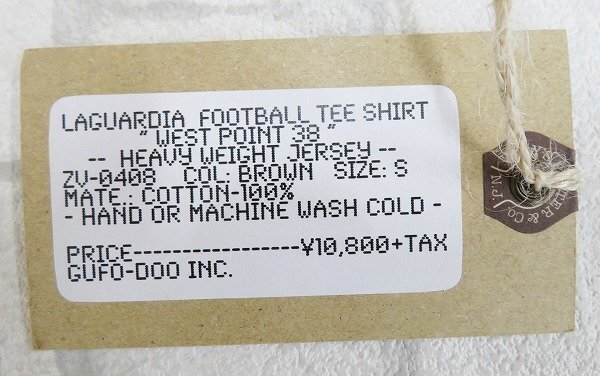 LAGUARDIA FOOTBALL TEE SHIRT
" WEST POINT 38 "
-- HEAVY WEIGHT JERSEY --
ZV-0408 COL: BROWN SIZE: S
MATE.: COTTON-100%
- HAND OR MACHINE WASH COLD -
PRICE------------------¥10,800+TAX
GUFO-DOO INC.
& CO.
N.J.